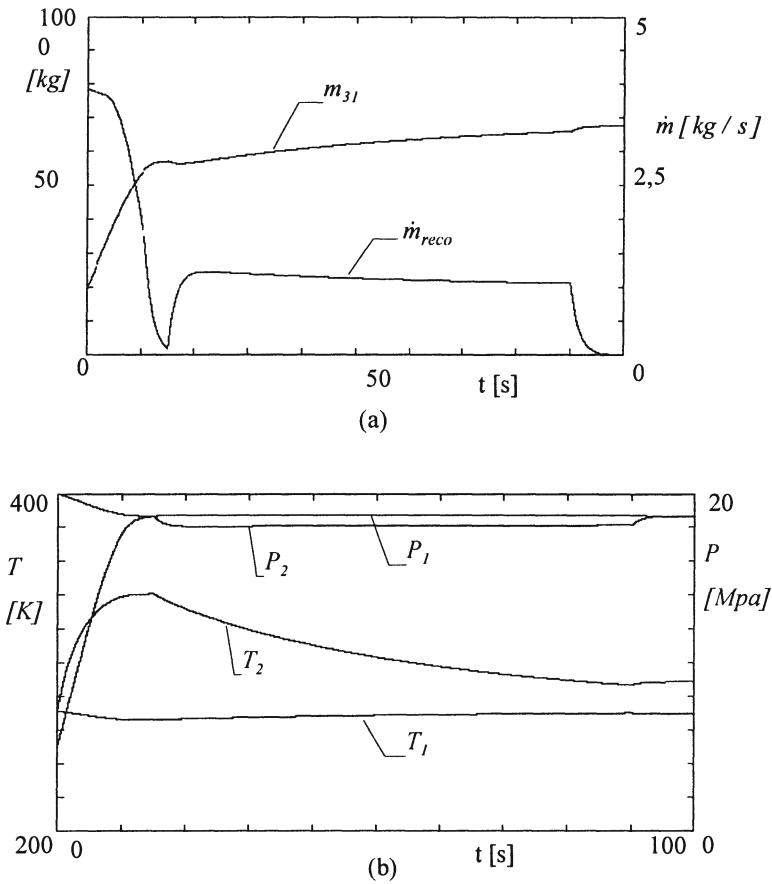 100
0
[kg]
50
0
m31
ṁreco
5
ṁ [ kg / s]
2,5
0
50
t [s]
(a)
400
T
[K]
200
P2
P1
T2
T1
20
P
[Mpa]
0
0
t [s]
100
(b)